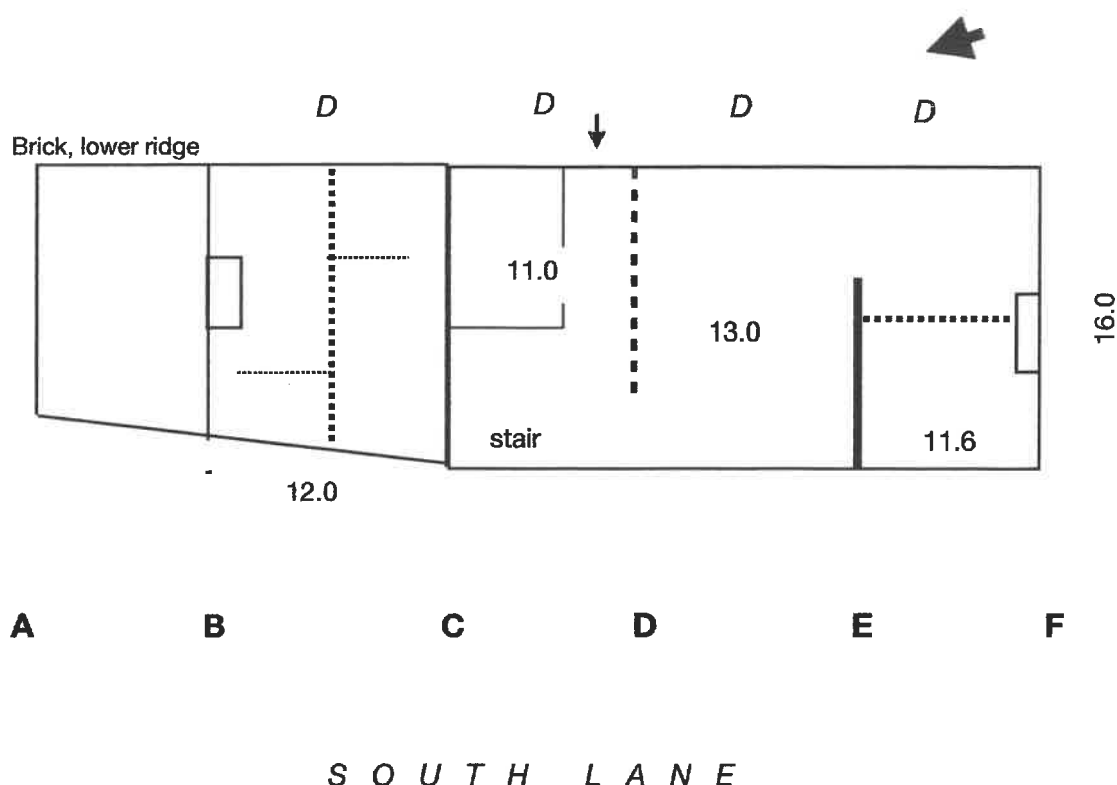 D D D D
Brick, lower ridge
11.0
13.0
16.0
stair
11.6
12.0
A B C D E F
SOUTH LANE